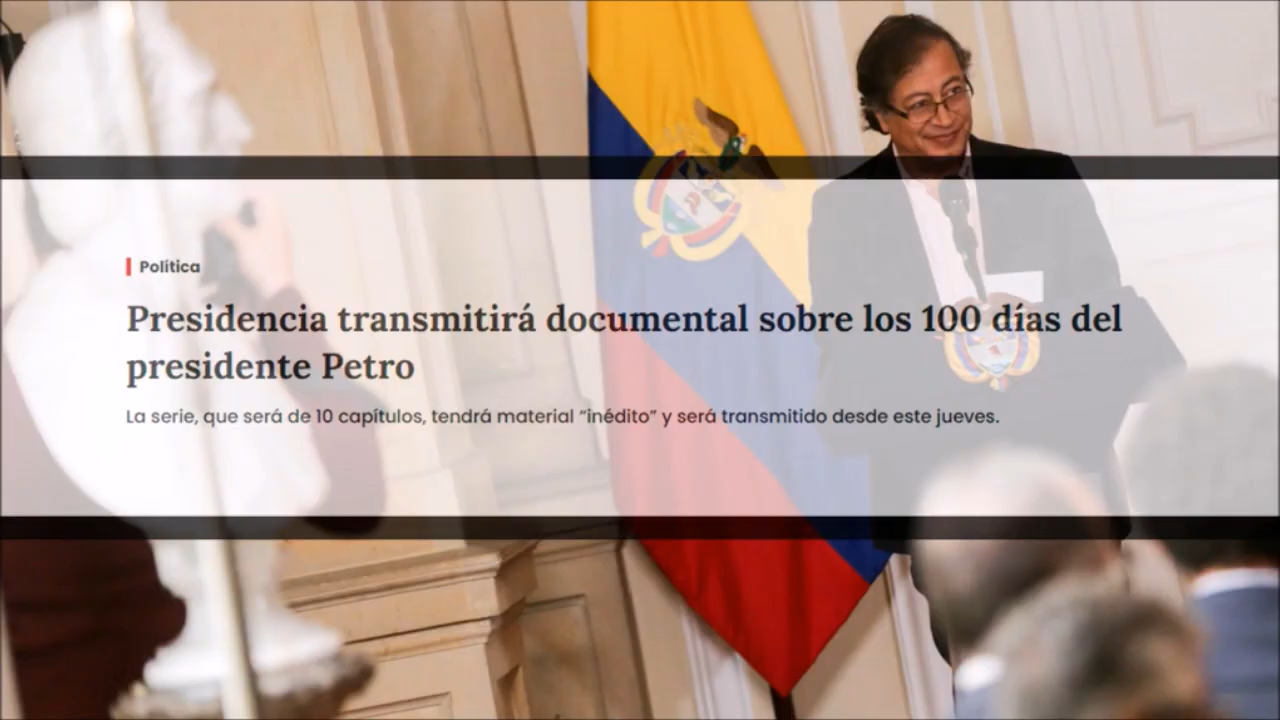 Política
Presidencia transmitirá documental sobre los 100 días del
presidente Petro
La serie, que será de 10 capítulos, tendrá material “inédito” y será transmitido desde este jueves.